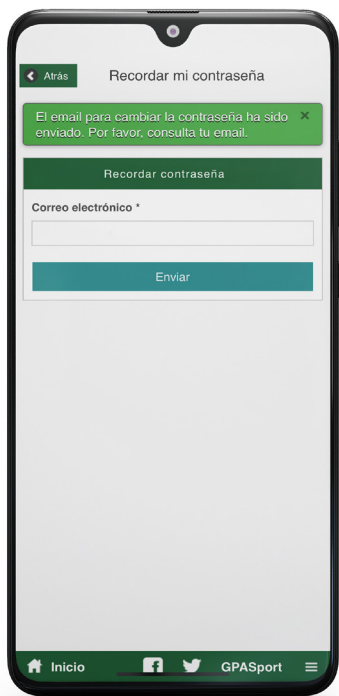 Atrás
Recordar mi contraseña
El email para cambiar la contraseña ha sido
enviado. Por favor, consulta tu email.
×
Recordar contraseña
Correo electrónico *
Enviar
Inicio
GPASport